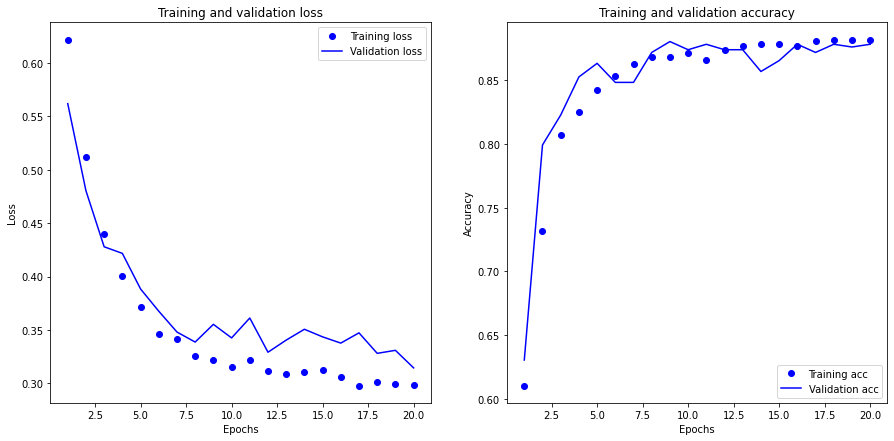 Training and validation loss
Training loss
Validation loss
0.60
0.55
0.50
0.45
0.40
0.35
0.30
Loss
2.5 5.0 7.5 10.0 12.5 15.0 17.5 20.0
Epochs
Training and validation accuracy
0.85
0.80
0.75
0.70
0.65
0.60
Accuracy
Training acc
Validation acc
2.5 5.0 7.5 10.0 12.5 15.0 17.5 20.0
Epochs